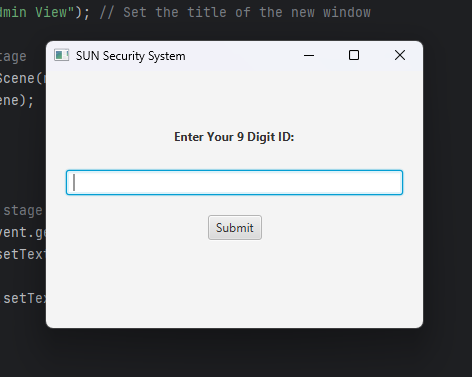 dmin View"); // Set the title of the new window
tage
Scene(
ene);
SUN Security System
Enter Your 9 Digit ID:
Submit
stage
vent.ge
setText
setTex